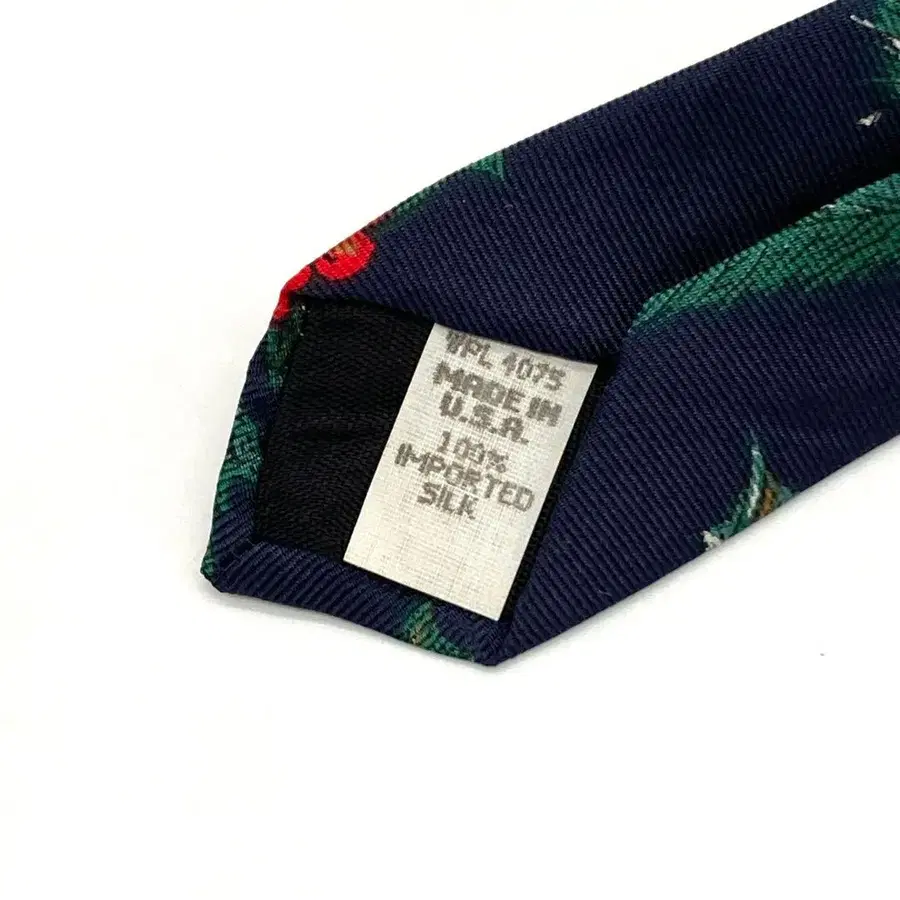 WPL 4075
MADE IN
U.S.A.
100%
IMPORTED
SILK